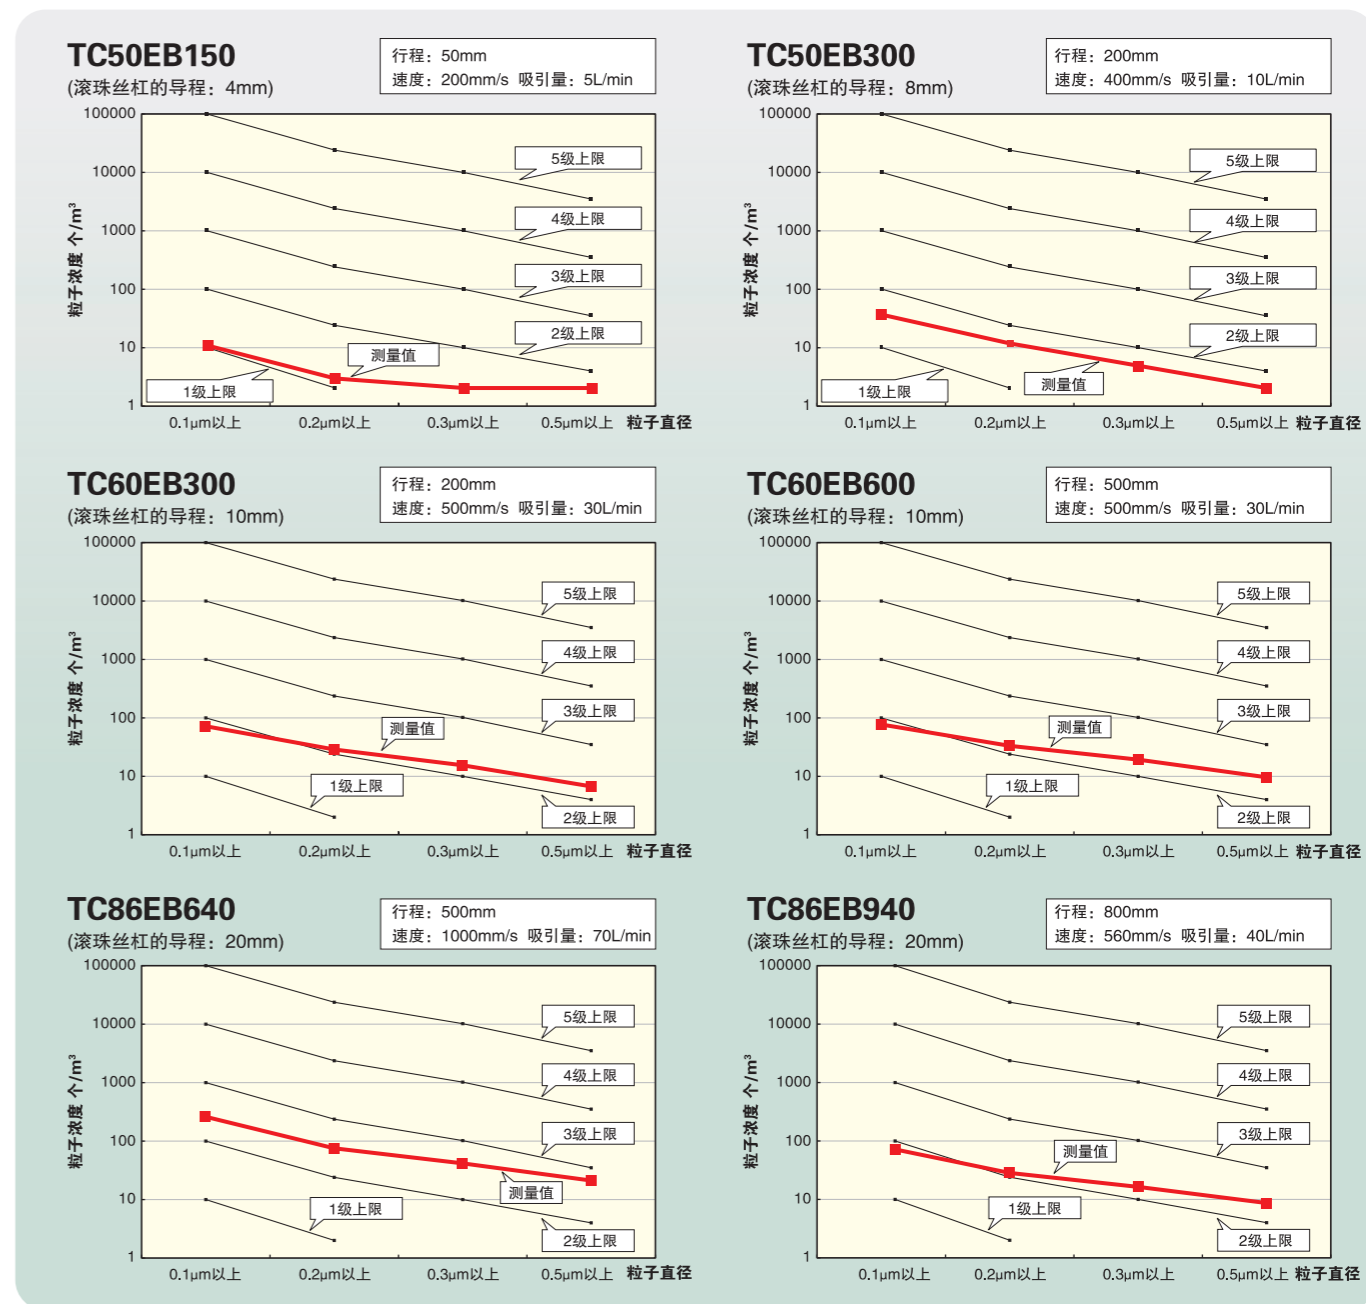 TC50EB150
(滚珠丝杠的导程：4mm)
行程：50mm
速度：200mm/s 吸引量：5L/min
粒子浓度 个/m³
100000
10000
1000
100
10
1
5级上限
4级上限
3级上限
2级上限
测量值
1级上限
0.1μm以上 0.2μm以上 0.3μm以上 0.5μm以上 粒子直径
TC50EB300
(滚珠丝杠的导程：8mm)
行程：200mm
速度：400mm/s 吸引量：10L/min
粒子浓度 个/m³
100000
10000
1000
100
10
1
5级上限
4级上限
3级上限
2级上限
测量值
1级上限
0.1μm以上 0.2μm以上 0.3μm以上 0.5μm以上 粒子直径
TC60EB300
(滚珠丝杠的导程：10mm)
行程：200mm
速度：500mm/s 吸引量：30L/min
粒子浓度 个/m³
100000
10000
1000
100
10
1
5级上限
4级上限
3级上限
测量值
1级上限
2级上限
0.1μm以上 0.2μm以上 0.3μm以上 0.5μm以上 粒子直径
TC60EB600
(滚珠丝杠的导程：10mm)
行程：500mm
速度：500mm/s 吸引量：30L/min
粒子浓度 个/m³
100000
10000
1000
100
10
1
5级上限
4级上限
3级上限
测量值
1级上限
2级上限
0.1μm以上 0.2μm以上 0.3μm以上 0.5μm以上 粒子直径
TC86EB640
(滚珠丝杠的导程：20mm)
行程：500mm
速度：1000mm/s 吸引量：70L/min
粒子浓度 个/m³
100000
10000
1000
100
10
1
5级上限
4级上限
3级上限
测量值
1级上限
2级上限
0.1μm以上 0.2μm以上 0.3μm以上 0.5μm以上 粒子直径
TC86EB940
(滚珠丝杠的导程：20mm)
行程：800mm
速度：560mm/s 吸引量：40L/min
粒子浓度 个/m³
100000
10000
1000
100
10
1
5级上限
4级上限
3级上限
测量值
1级上限
2级上限
0.1μm以上 0.2μm以上 0.3μm以上 0.5μm以上 粒子直径